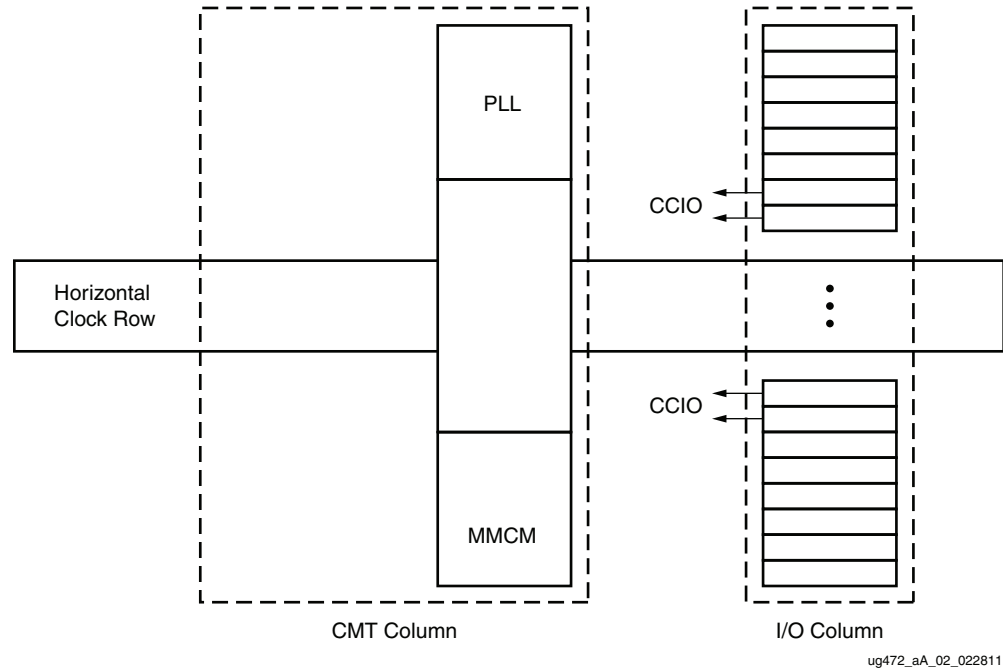 PLL
CCIO
Horizontal
Clock Row
CCIO
MMCM
CMT Column
I/O Column
ug472_aA_02_022811